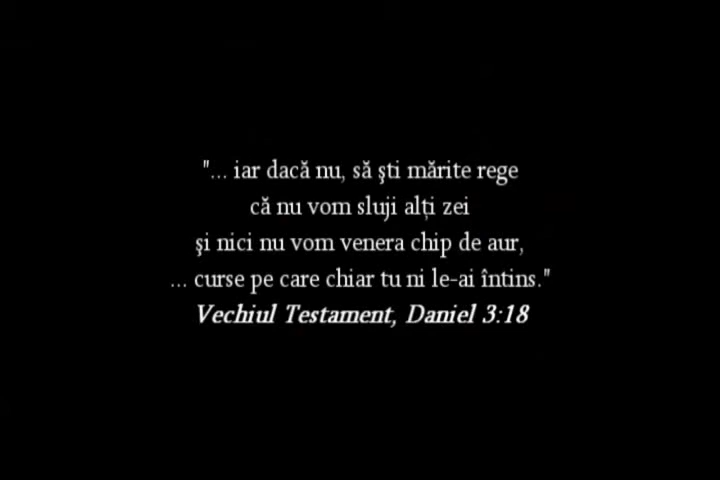 "... iar dacă nu, să şti mărite rege
că nu vom sluji alți zei
şi nici nu vom venera chip de aur,
... curse pe care chiar tu ni le-ai întins."
Vechiul Testament, Daniel 3:18